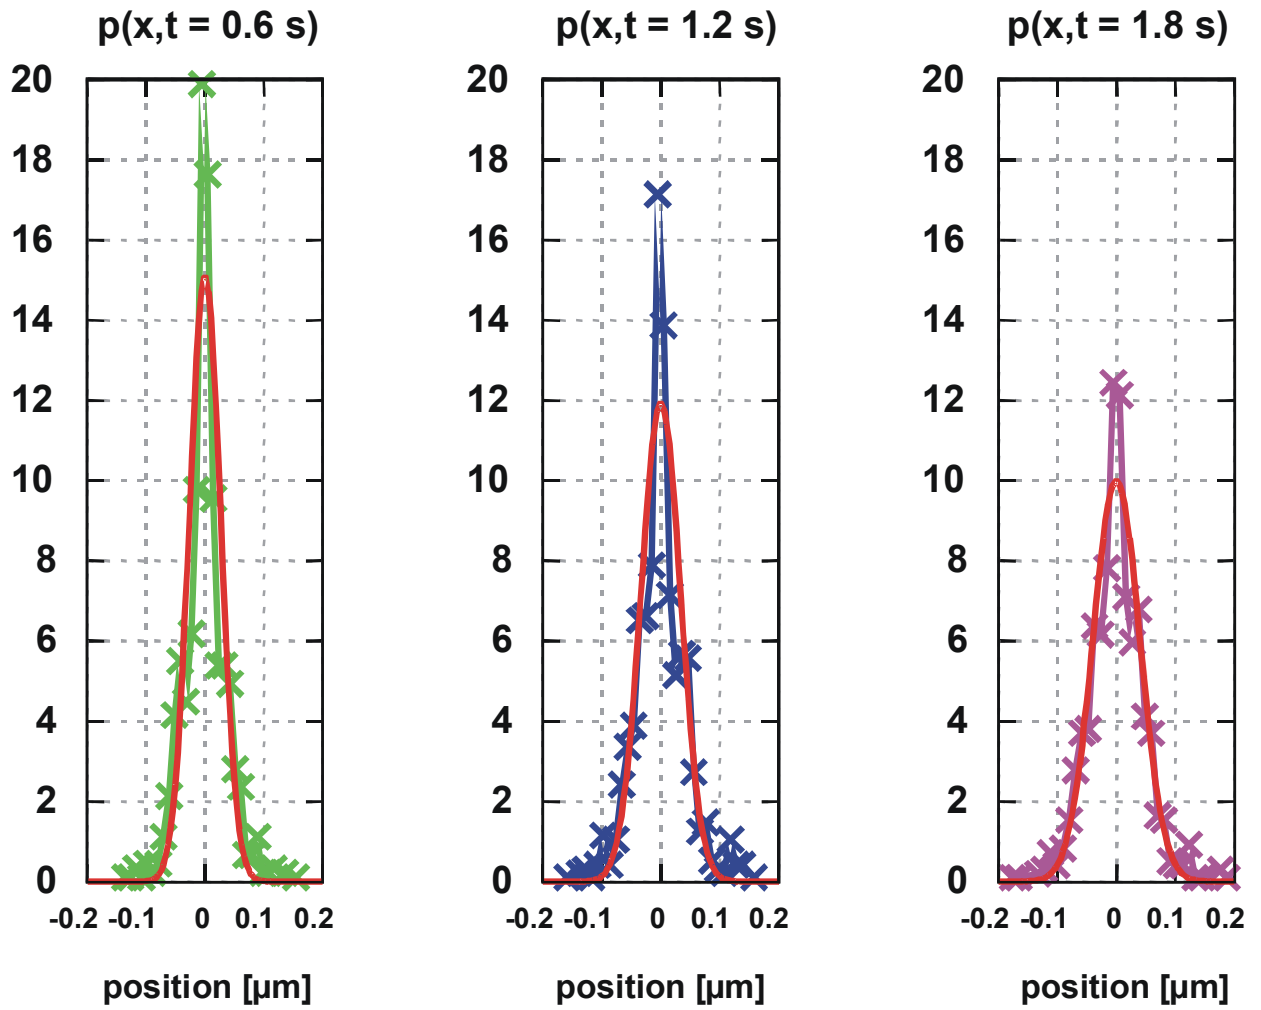 p(x,t = 0.6 s) p(x,t = 1.2 s) p(x,t = 1.8 s)
20 20 20
18 18 18
16 16 16
14 14 14
12 12 12
10 10 10
8 8 8
6 6 6
4 4 4
2 2 2
0 0 0
-0.2 -0.1 0 0.1 0.2 -0.2 -0.1 0 0.1 0.2 -0.2 -0.1 0 0.1 0.2
position [µm] position [µm] position [µm]